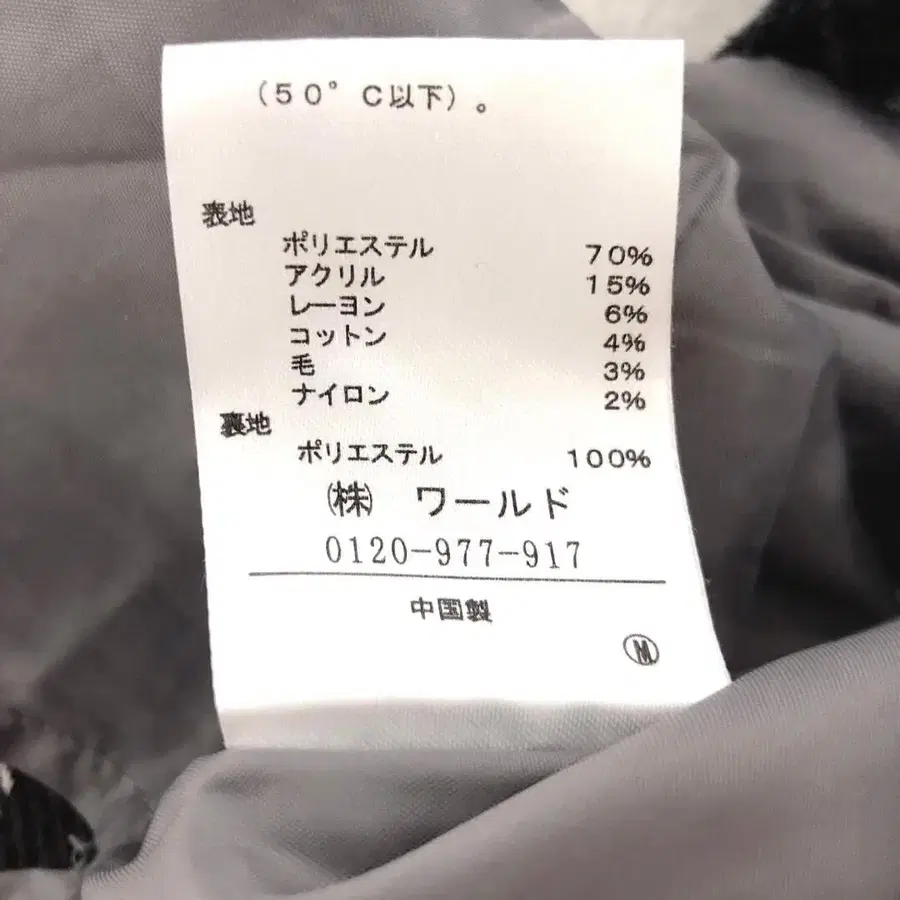 （５０°Ｃ以下）。
表地
ポリエステル ７０％
アクリル １５％
レーヨン ６％
コットン ４％
毛 ３％
ナイロン ２％
裏地
ポリエステル １００％
㈱ ワールド
0120-977-917
中国製
Ⓜ